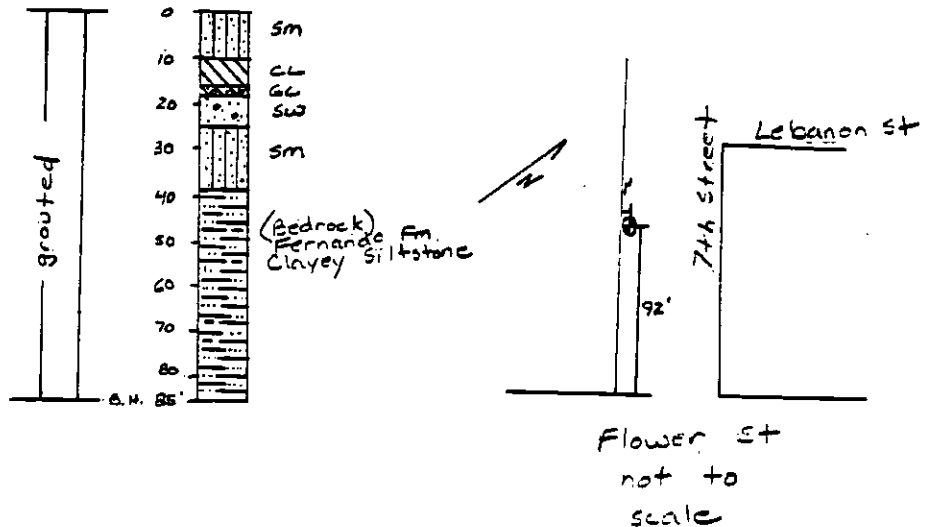 grouted
0
10
20
30
40
50
60
70
80
B.H. 85'
Sm
CL
GC
SW
Sm
(Bedrock)
Fernando Fm.
Clayey Siltstone
N
92'
7th Street
Lebanon St
Flower St
not to
scale